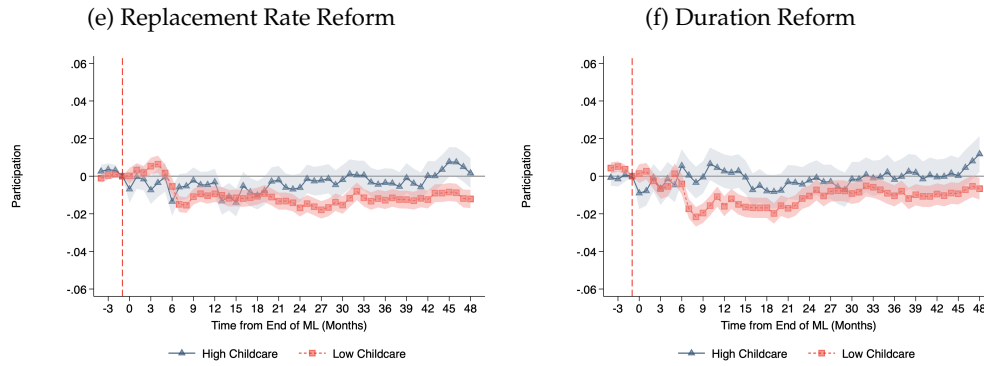 (e) Replacement Rate Reform
.06
.04
.02
0
-.02
-.04
-.06
Participation
-3 0 3 6 9 12 15 18 21 24 27 30 33 36 39 42 45 48
Time from End of ML (Months)
High Childcare Low Childcare
(f) Duration Reform
.06
.04
.02
0
-.02
-.04
-.06
Participation
-3 0 3 6 9 12 15 18 21 24 27 30 33 36 39 42 45 48
Time from End of ML (Months)
High Childcare Low Childcare